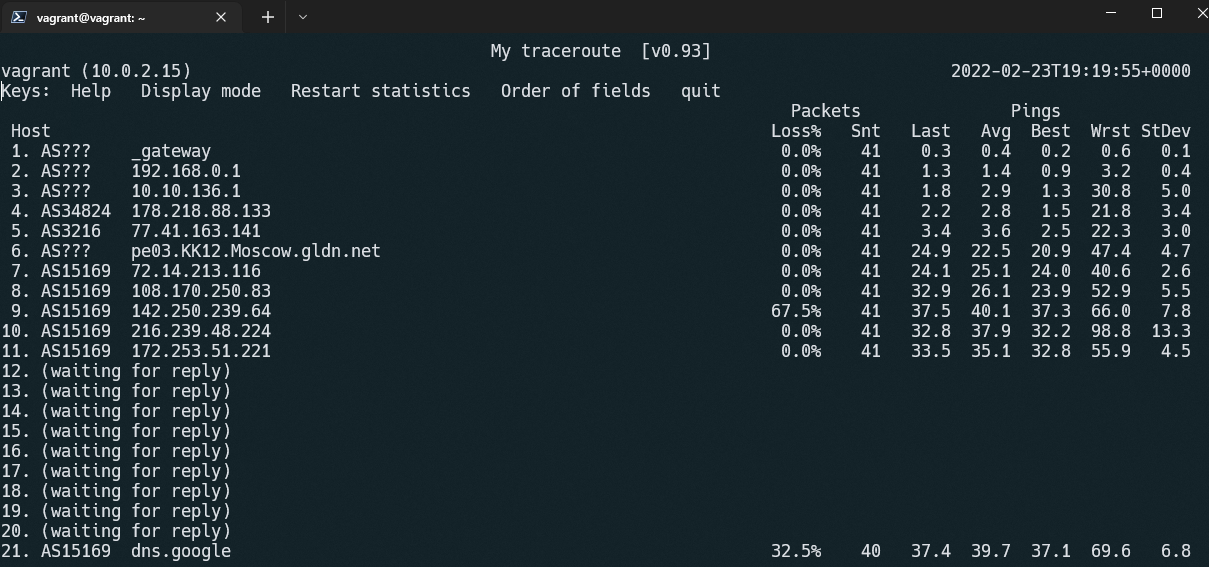 vagrant@vagrant: ~
My traceroute [v0.93]
vagrant (10.0.2.15) 2022-02-23T19:19:55+0000
Keys: Help Display mode Restart statistics Order of fields quit
Packets Pings
Host Loss% Snt Last Avg Best Wrst StDev
1. AS??? _gateway 0.0% 41 0.3 0.4 0.2 0.6 0.1
2. AS??? 192.168.0.1 0.0% 41 1.3 1.4 0.9 3.2 0.4
3. AS??? 10.10.136.1 0.0% 41 1.8 2.9 1.3 30.8 5.0
4. AS34824 178.218.88.133 0.0% 41 2.2 2.8 1.5 21.8 3.4
5. AS3216 77.41.163.141 0.0% 41 3.4 3.6 2.5 22.3 3.0
6. AS??? pe03.KK12.Moscow.gldn.net 0.0% 41 24.9 22.5 20.9 47.4 4.7
7. AS15169 72.14.213.116 0.0% 41 24.1 25.1 24.0 40.6 2.6
8. AS15169 108.170.250.83 0.0% 41 32.9 26.1 23.9 52.9 5.5
9. AS15169 142.250.239.64 67.5% 41 37.5 40.1 37.3 66.0 7.8
10. AS15169 216.239.48.224 0.0% 41 32.8 37.9 32.2 98.8 13.3
11. AS15169 172.253.51.221 0.0% 41 33.5 35.1 32.8 55.9 4.5
12. (waiting for reply)
13. (waiting for reply)
14. (waiting for reply)
15. (waiting for reply)
16. (waiting for reply)
17. (waiting for reply)
18. (waiting for reply)
19. (waiting for reply)
20. (waiting for reply)
21. AS15169 dns.google 32.5% 40 37.4 39.7 37.1 69.6 6.8